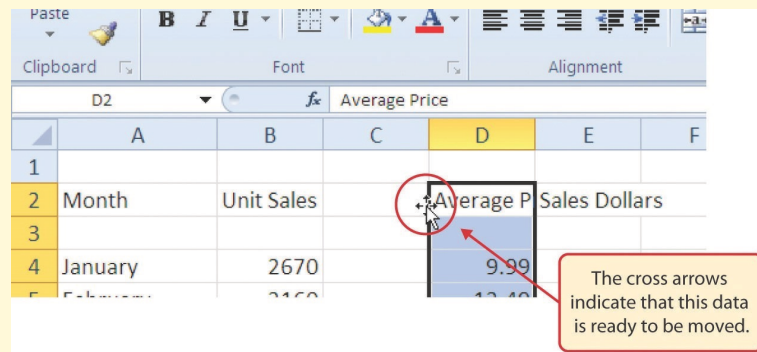 Paste
B I U A
Clipboard Font Alignment
D2 fx Average Price
A B C D E F
1
2 Month Unit Sales Average P Sales Dollars
3
4 January 2670 9.99
The cross arrows
indicate that this data
is ready to be moved.